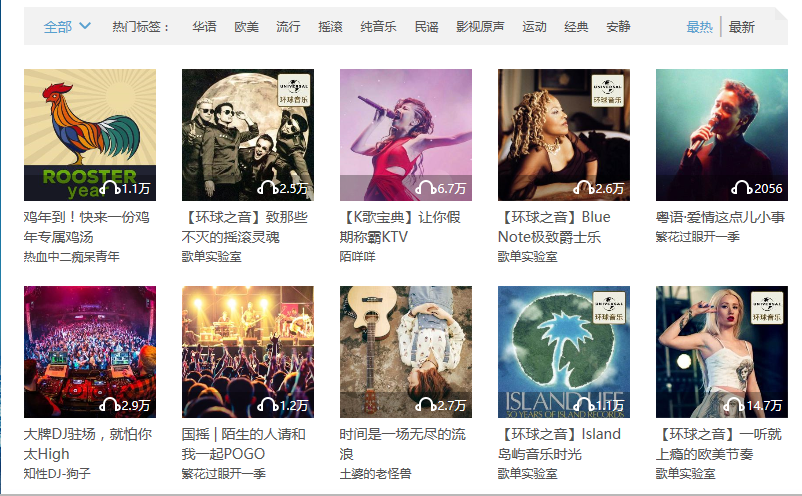 全部 热门标签： 华语 欧美 流行 摇滚 纯音乐 民谣 影视原声 运动 经典 安静 最热 最新
ROOSTER
year
1.1万
UNIVERSAL
环球音乐
2.5万
6.7万
UNIVERSAL
环球音乐
2.6万
2056
鸡年到！快来一份鸡
年专属鸡汤
热血中二痴呆青年
【环球之音】致那些
不灭的摇滚灵魂
歌单实验室
【K歌宝典】让你假
期称霸KTV
陌咩咩
【环球之音】Blue
Note极致爵士乐
歌单实验室
粤语·爱情这点儿小事
繁花过眼开一季
2.9万
1.2万
2.7万
UNIVERSAL
环球音乐
ISLAND LIFE
50 YEARS OF ISLAND RECORDS
1.1万
UNIVERSAL
环球音乐
14.7万
大牌DJ驻场，就怕你
太High
知性DJ-狗子
国摇 | 陌生的人请和
我一起POGO
繁花过眼开一季
时间是一场无尽的流
浪
土婆的老怪兽
【环球之音】Island
岛屿音乐时光
歌单实验室
【环球之音】一听就
上瘾的欧美节奏
歌单实验室